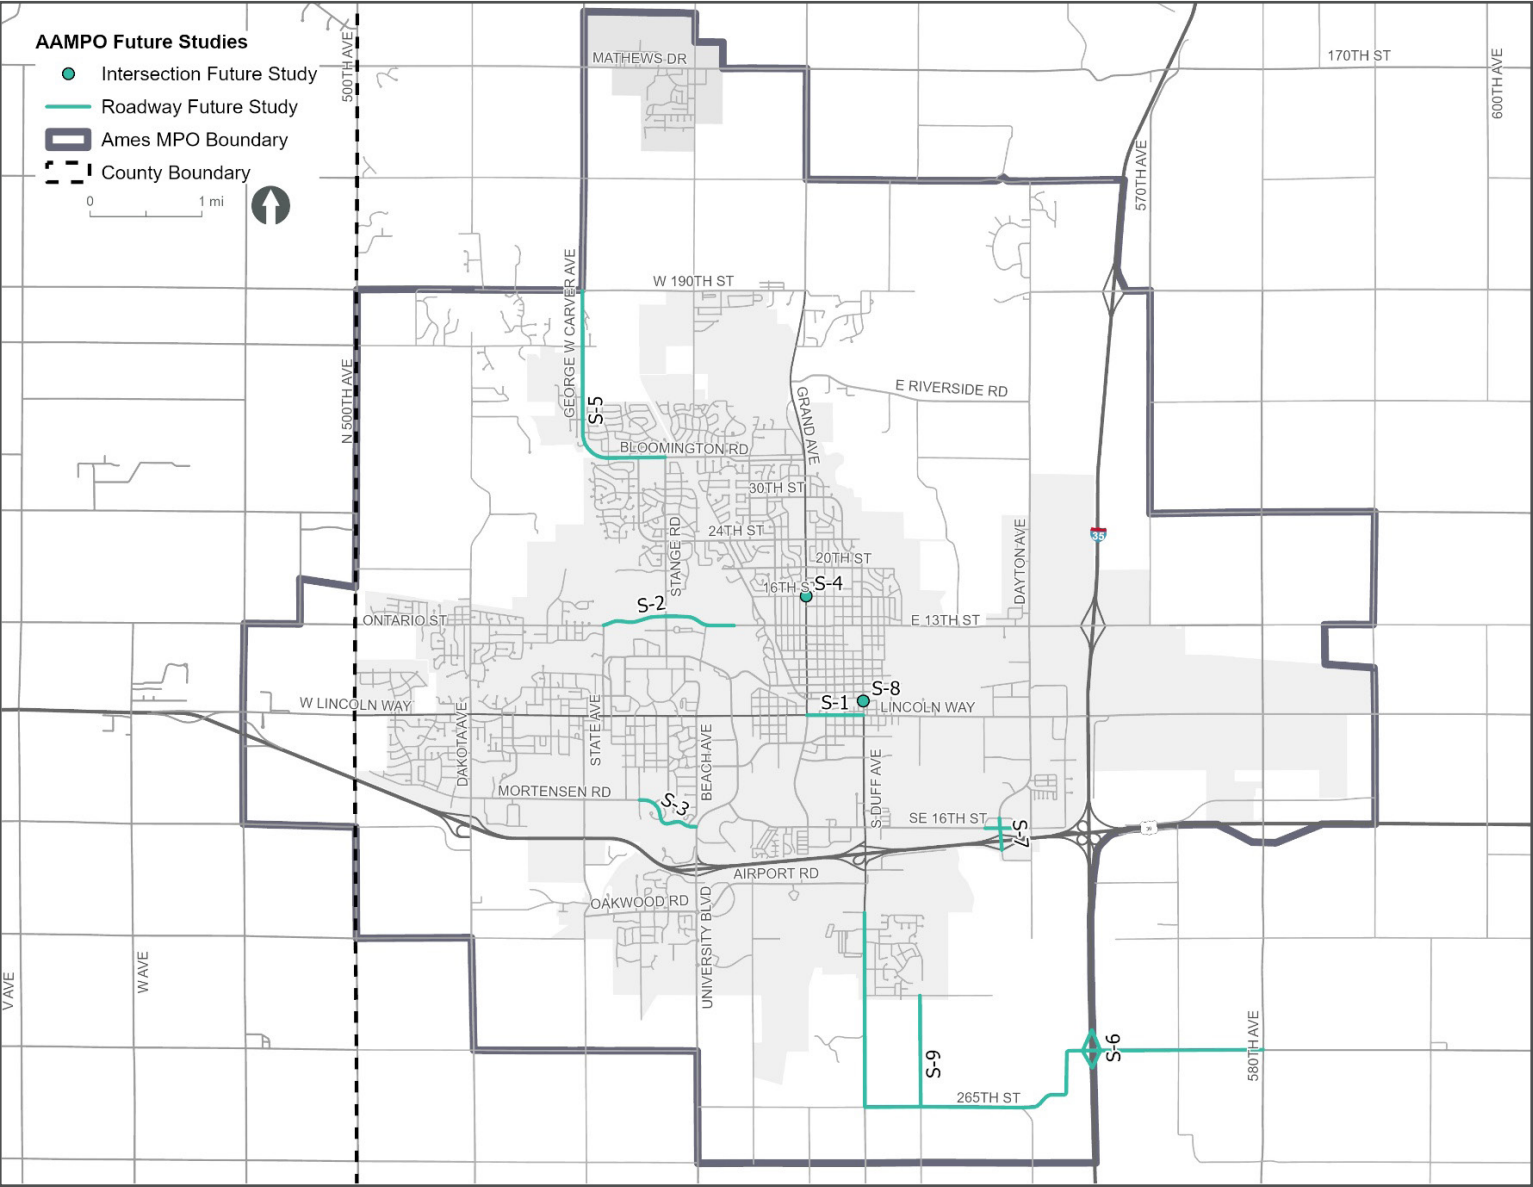 AAMPO Future Studies
Intersection Future Study
Roadway Future Study
Ames MPO Boundary
County Boundary
0
1 mi
500TH AVE
MATHEWS DR
170TH ST
600TH AVE
570TH AVE
GEORGE W CARVER AVE
W 190TH ST
N 500TH AVE
E RIVERSIDE RD
GRAND AVE
S-5
BLOOMINGTON RD
30TH ST
24TH ST
STANGE RD
20TH ST
35
DAYTON AVE
16TH S
S-4
S-2
ONTARIO ST
E 13TH ST
S-8
W LINCOLN WAY
S-1
LINCOLN WAY
DAKOTA AVE
STATE AVE
BEACH AVE
S DUFF AVE
MORTENSEN RD
S-3
SE 16TH ST
S-7
AIRPORT RD
OAKWOOD RD
UNIVERSITY BLVD
V AVE
W AVE
S-9
S-6
580TH AVE
265TH ST